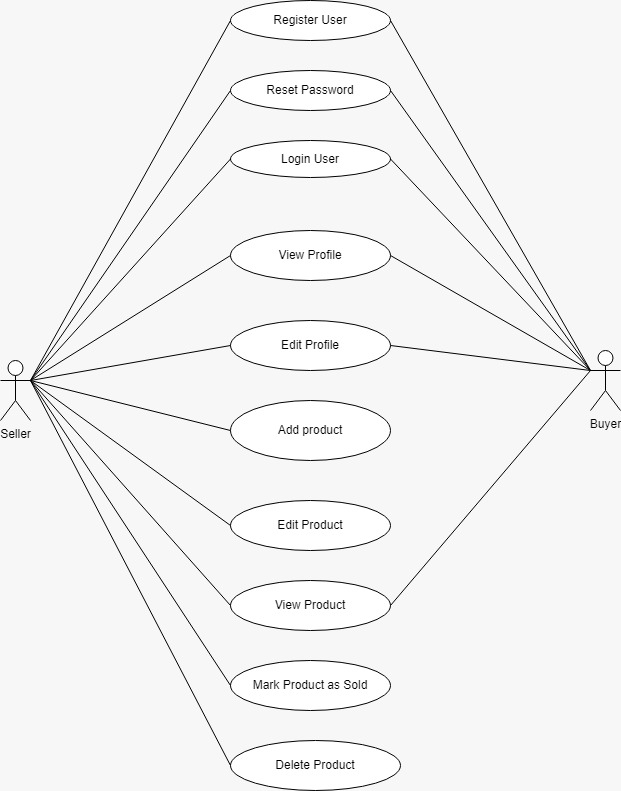 Register User
Reset Password
Login User
View Profile
Edit Profile
Seller
Buyer
Add product
Edit Product
View Product
Mark Product as Sold
Delete Product